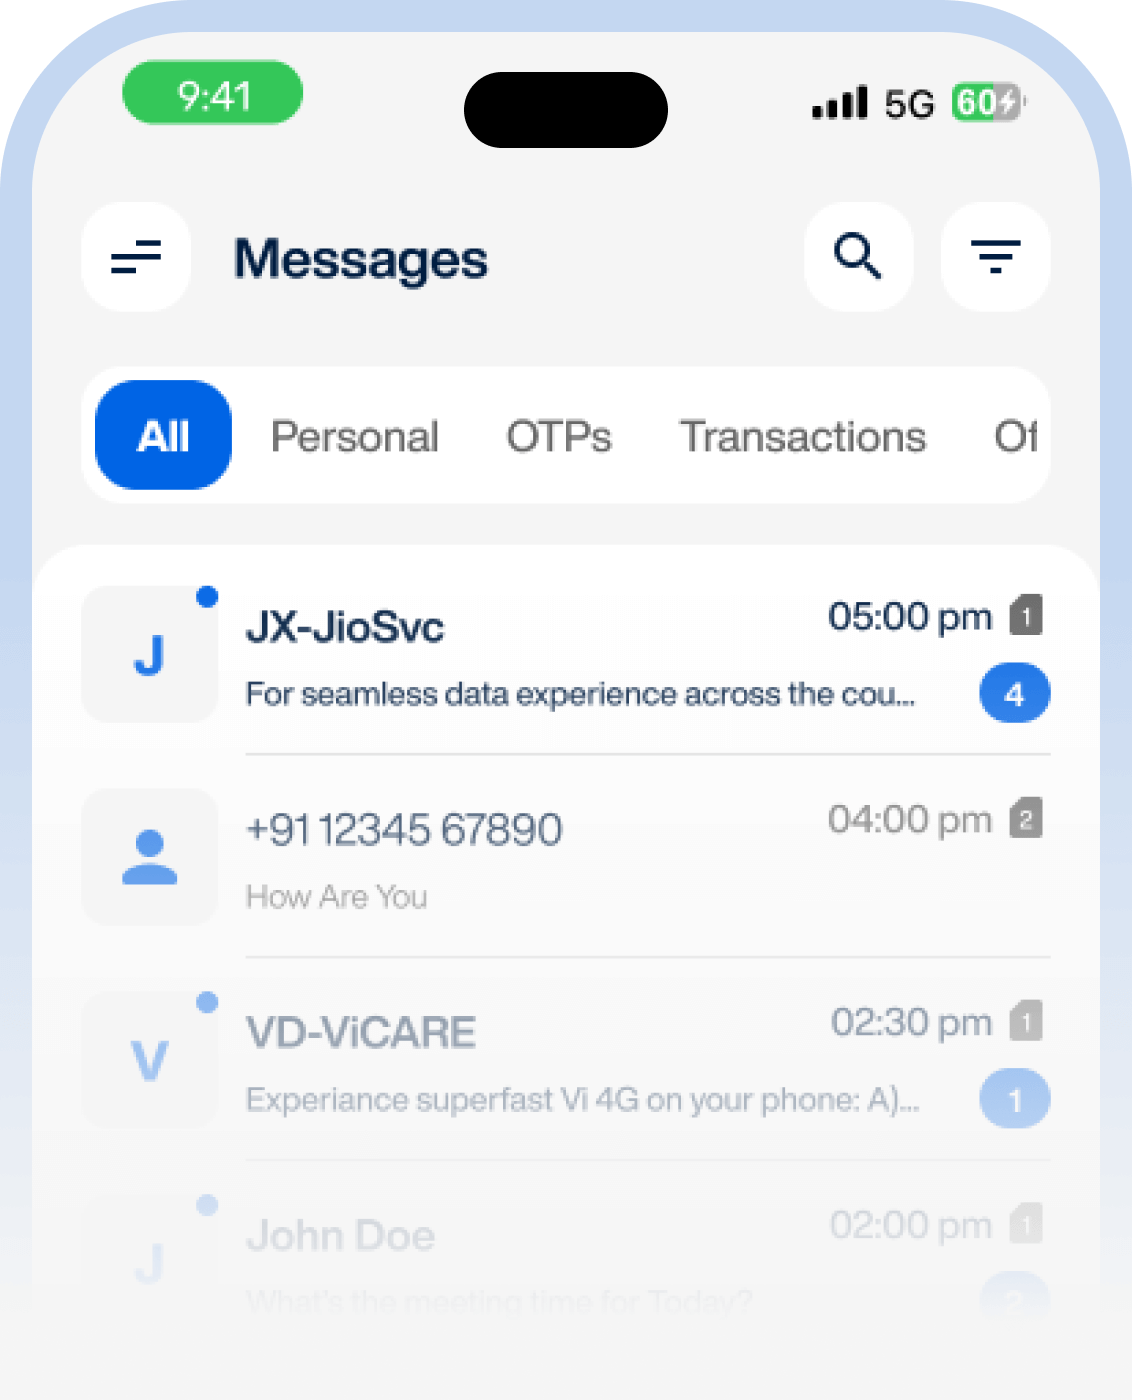 9:41 5G 60
Messages
All Personal OTPs Transactions Of
J JX-JioSvc 05:00 pm 1
For seamless data experience across the cou... 4
+91 12345 67890 04:00 pm 2
How Are You
V VD-ViCARE 02:30 pm 1
Experiance superfast Vi 4G on your phone: A)... 1
J John Doe 02:00 pm 1
What's the meeting time for Today?